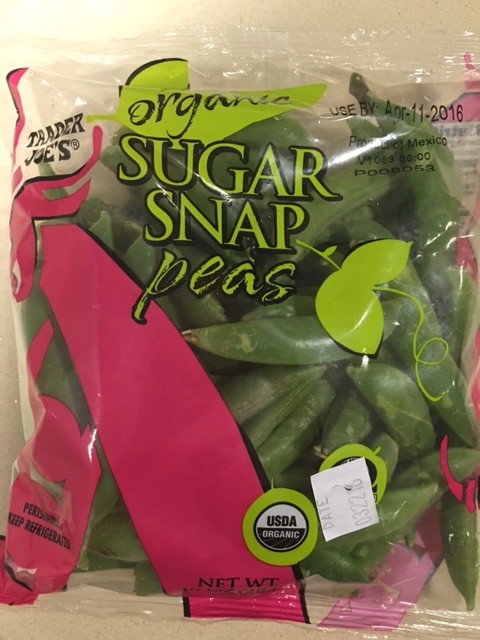 organic
USE BY Apr-11-2016
TRADER
JOE'S®
Product of Mexico
SUGAR
SNAP
peas
KEEP REFRIGERATED
DATE
USDA
ORGANIC
NET WT.